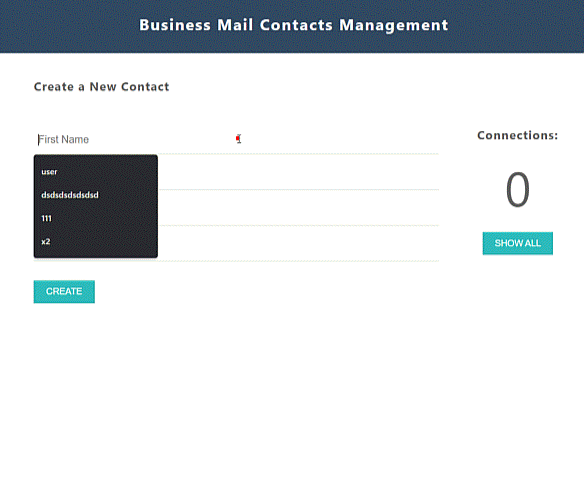 Business Mail Contacts Management
Create a New Contact
First Name
user
dsdsdsdsdsdsd
111
x2
CREATE
Connections:
0
SHOW ALL